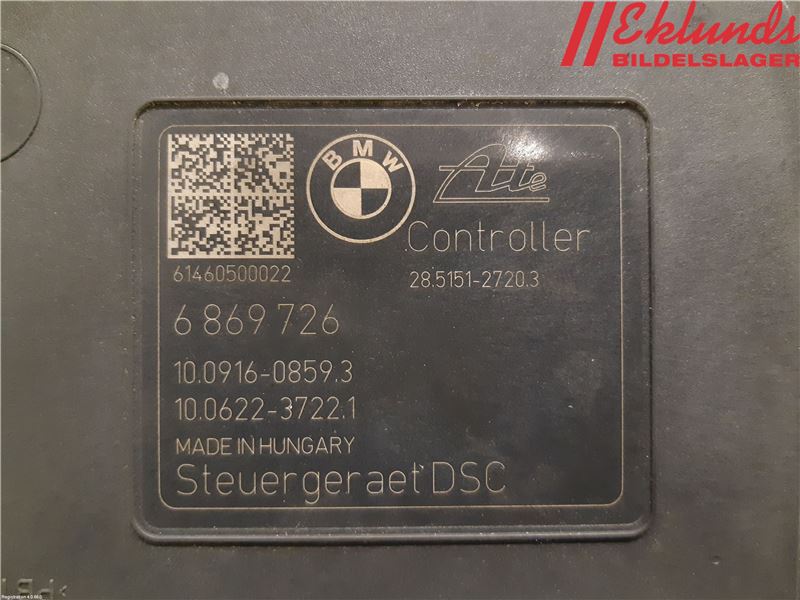 Eklunds
BILDELSLAGER
BMW
Ate
Controller
61460500022
28.5151-2720.3
6 869 726
10.0916-0859.3
10.0622-3722.1
MADE IN HUNGARY
Steuergeraet DSC